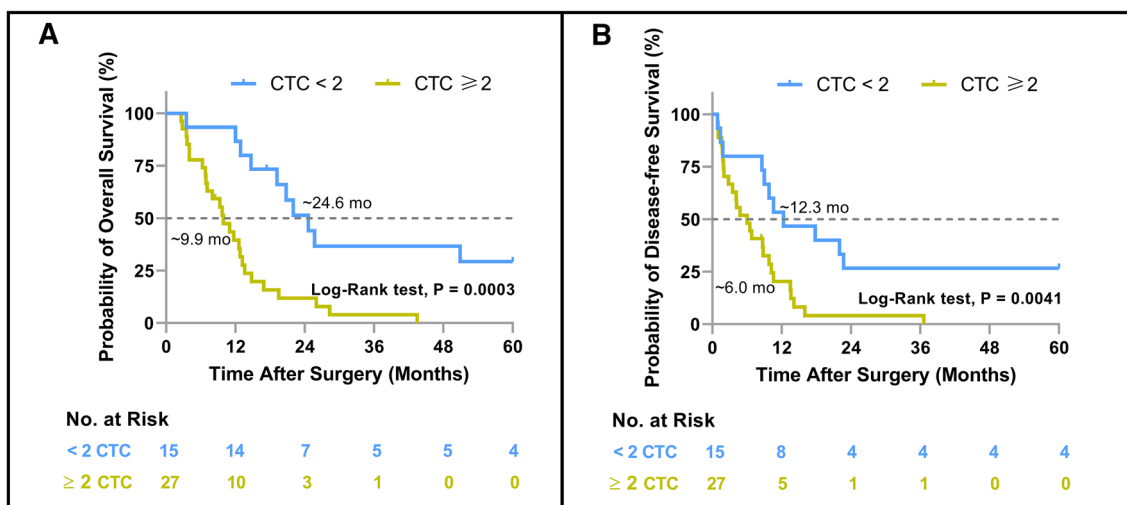 A
CTC < 2
CTC ⩾ 2
Probability of Overall Survival (%)
100
75
50
25
0
~24.6 mo
~9.9 mo
Log-Rank test, P = 0.0003
0 12 24 36 48 60
Time After Surgery (Months)
No. at Risk
< 2 CTC 15 14 7 5 5 4
≥ 2 CTC 27 10 3 1 0 0
B
CTC < 2
CTC ⩾ 2
Probability of Disease-free Survival (%)
100
75
50
25
0
~12.3 mo
~6.0 mo
Log-Rank test, P = 0.0041
0 12 24 36 48 60
Time After Surgery (Months)
No. at Risk
< 2 CTC 15 8 4 4 4 4
≥ 2 CTC 27 5 1 1 0 0